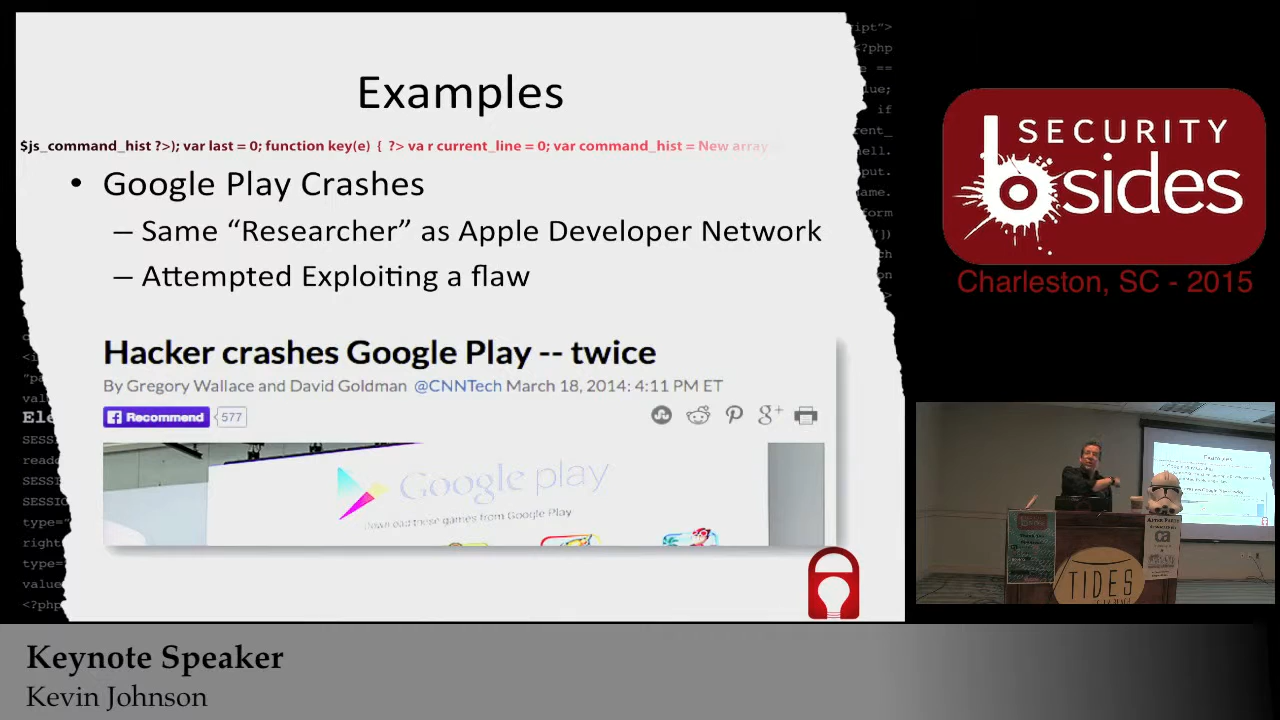 Examples
$js_command_hist ?>); var last = 0; function key(e) { ?> va r current_line = 0; var command_hist = New array
• Google Play Crashes
– Same “Researcher” as Apple Developer Network
– Attempted Exploiting a flaw
Hacker crashes Google Play -- twice
By Gregory Wallace and David Goldman @CNNTech March 18, 2014: 4:11 PM ET
Recommend 577
Google play
download these games from Google Play
SECURITY
bsides
Charleston, SC - 2015
Examples
TIDES
Keynote Speaker
Kevin Johnson